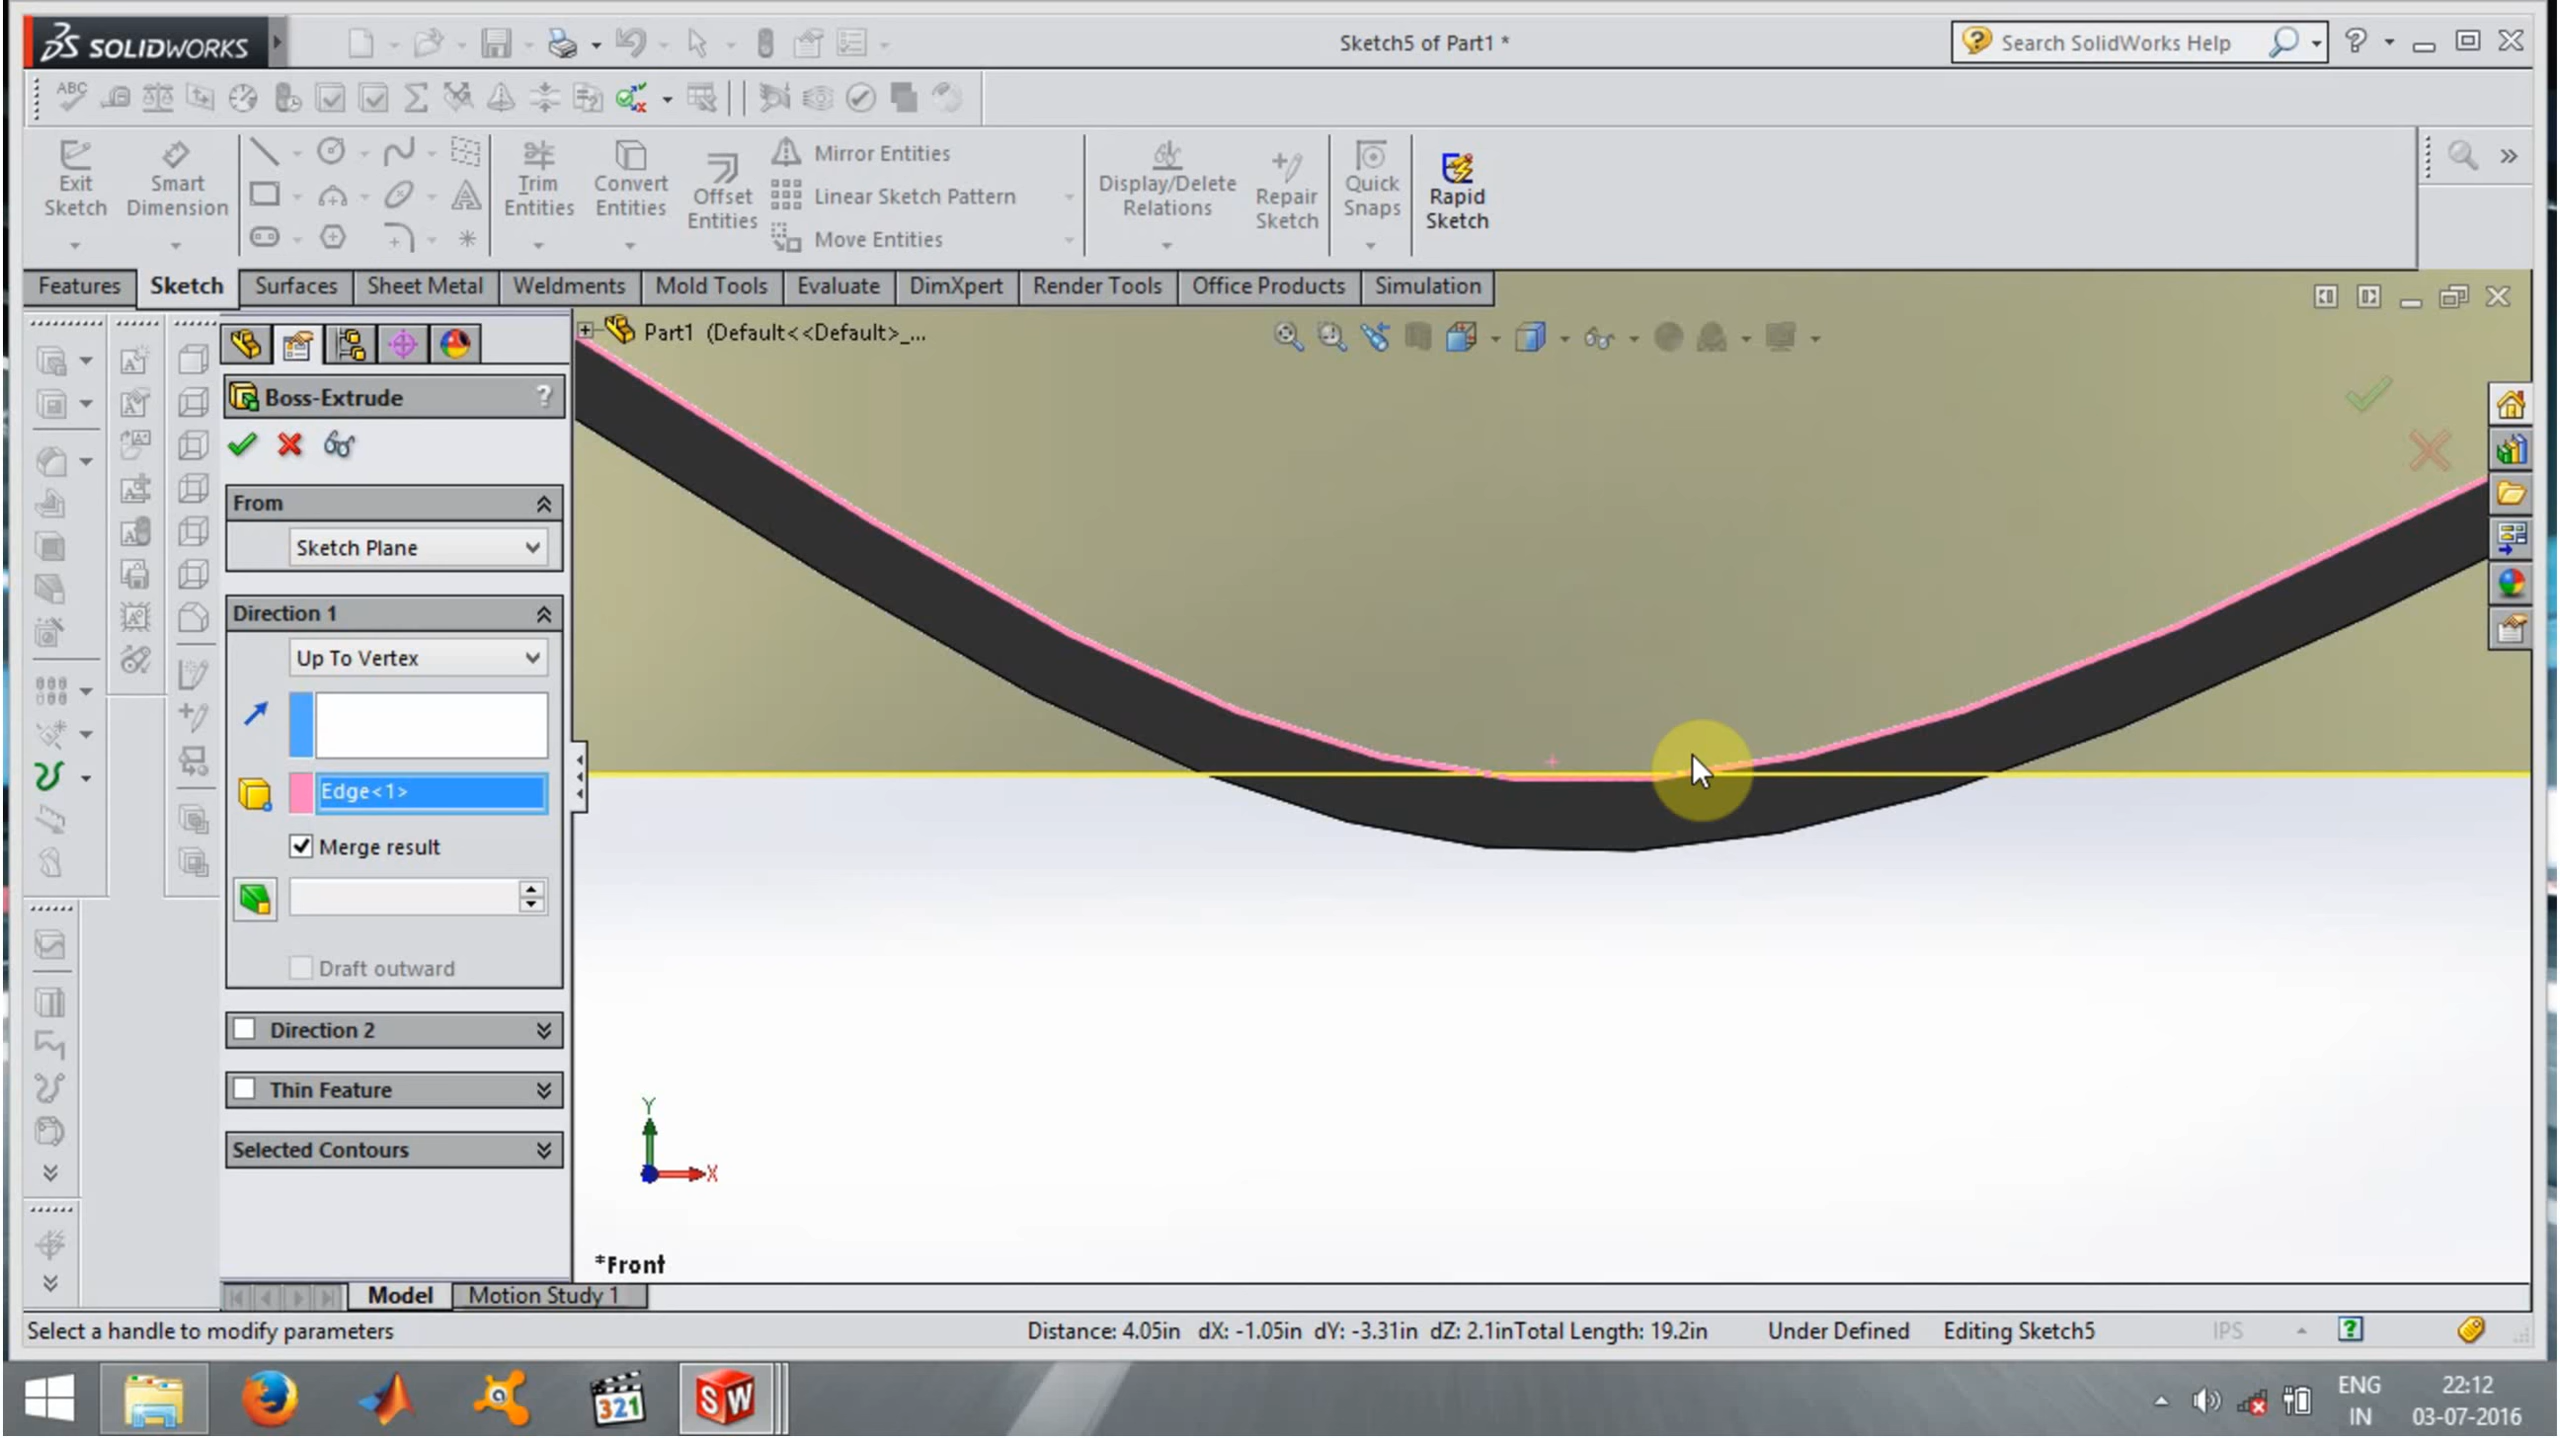 SOLIDWORKS
Sketch5 of Part1 *
Search SolidWorks Help
ABC
Exit Sketch
Smart Dimension
Trim Entities
Convert Entities
Offset Entities
Mirror Entities
Linear Sketch Pattern
Move Entities
Display/Delete Relations
Repair Sketch
Quick Snaps
Rapid Sketch
Features
Sketch
Surfaces
Sheet Metal
Weldments
Mold Tools
Evaluate
DimXpert
Render Tools
Office Products
Simulation
Part1 (Default<<Default>_...
Boss-Extrude
?
From
Sketch Plane
Direction 1
Up To Vertex
Edge<1>
Merge result
Draft outward
Direction 2
Thin Feature
Selected Contours
Y
X
*Front
Model
Motion Study 1
Select a handle to modify parameters
Distance: 4.05in dX: -1.05in dY: -3.31in dZ: 2.1inTotal Length: 19.2in
Under Defined
Editing Sketch5
IPS
?
321
SW
ENG
IN
22:12
03-07-2016